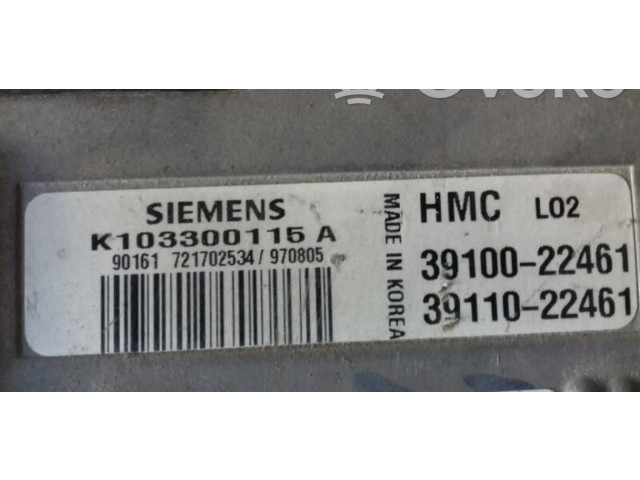 SIEMENS
K103300115 A
90161 721702534 / 970805
MADE IN KOREA
HMC L02
39100-22461
39110-22461